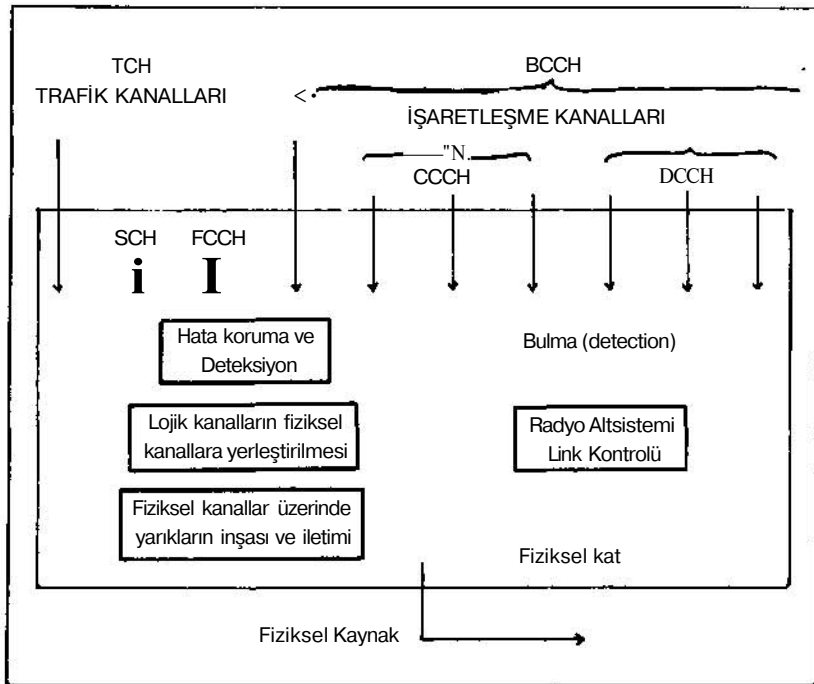 TCH
TRAFİK KANALLARI
BCCH
< .
İŞARETLEŞME KANALLARI
"N.
CCCH
DCCH
SCH FCCH
i I
Hata koruma ve
Deteksiyon
Bulma (detection)
Lojik kanalların fiziksel
kanallara yerleştirilmesi
Radyo Altsistemi
Link Kontrolü
Fiziksel kanallar üzerinde
yarıkların inşası ve iletimi
Fiziksel kat
Fiziksel Kaynak